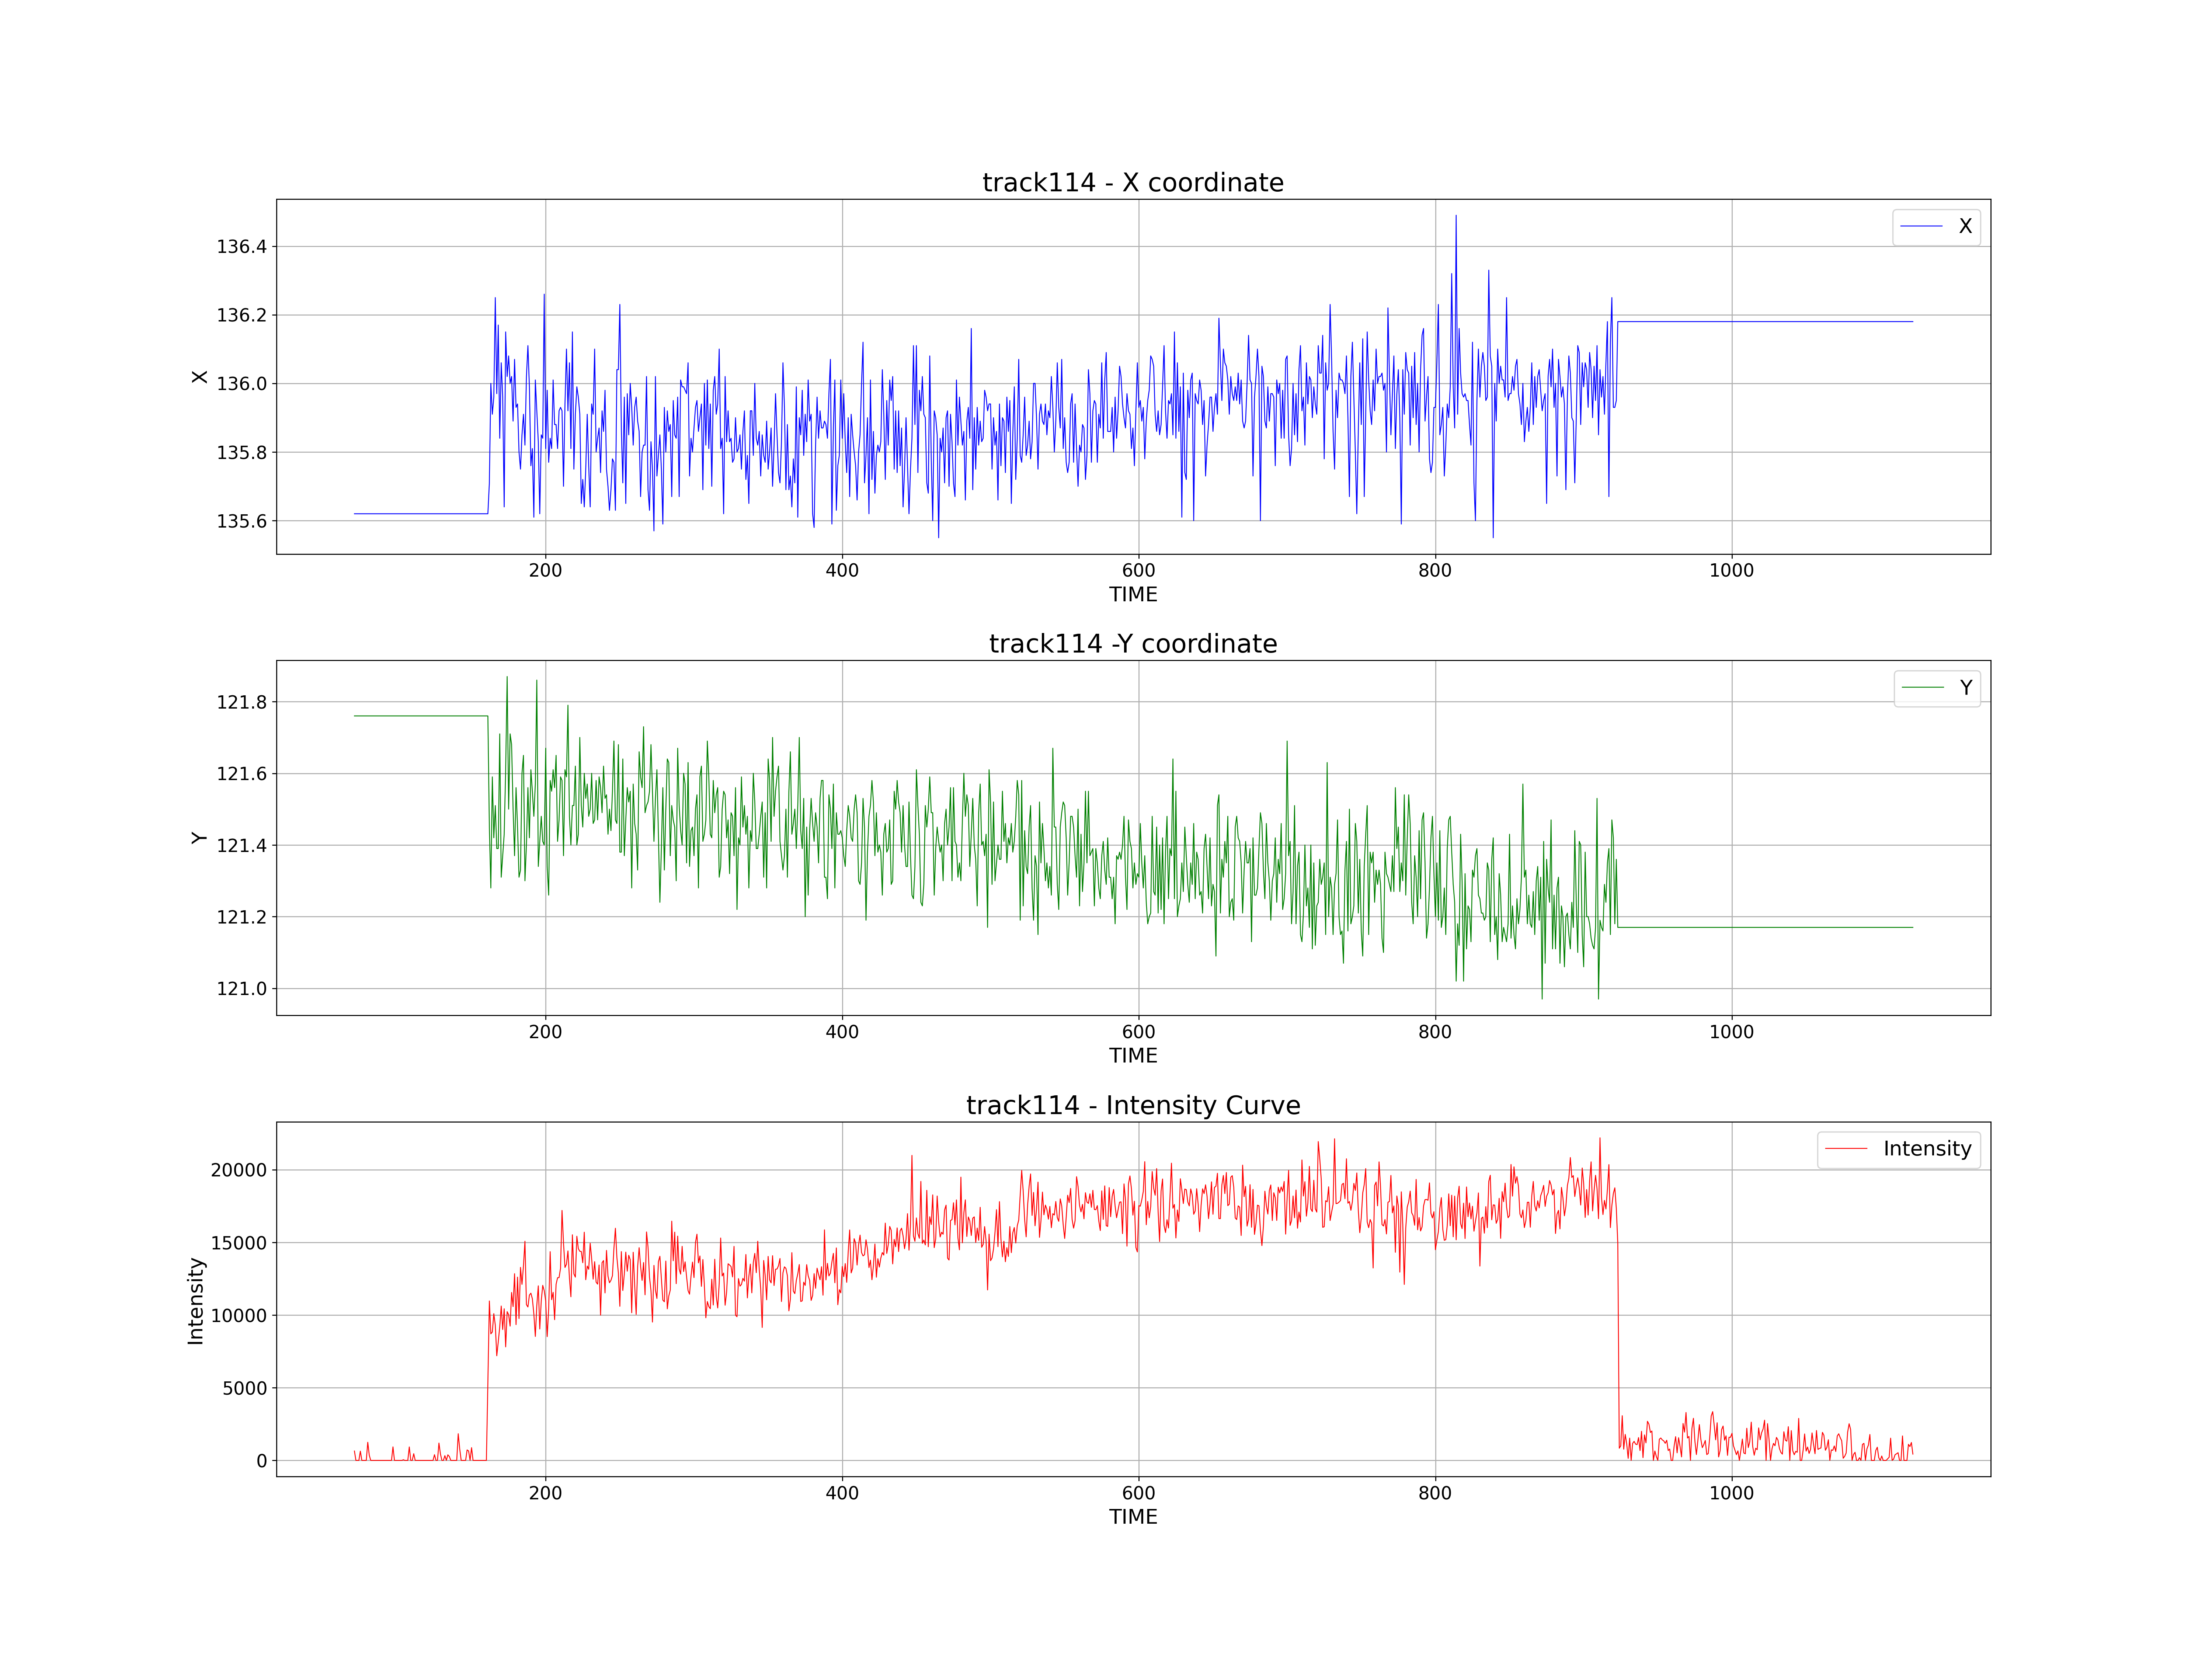 track114 - X coordinate
X
136.4
136.2
136.0
135.8
135.6
X
200 400 600 800 1000
TIME
track114 -Y coordinate
Y
121.8
121.6
121.4
121.2
121.0
Y
200 400 600 800 1000
TIME
track114 - Intensity Curve
Intensity
20000
15000
10000
5000
0
Intensity
200 400 600 800 1000
TIME